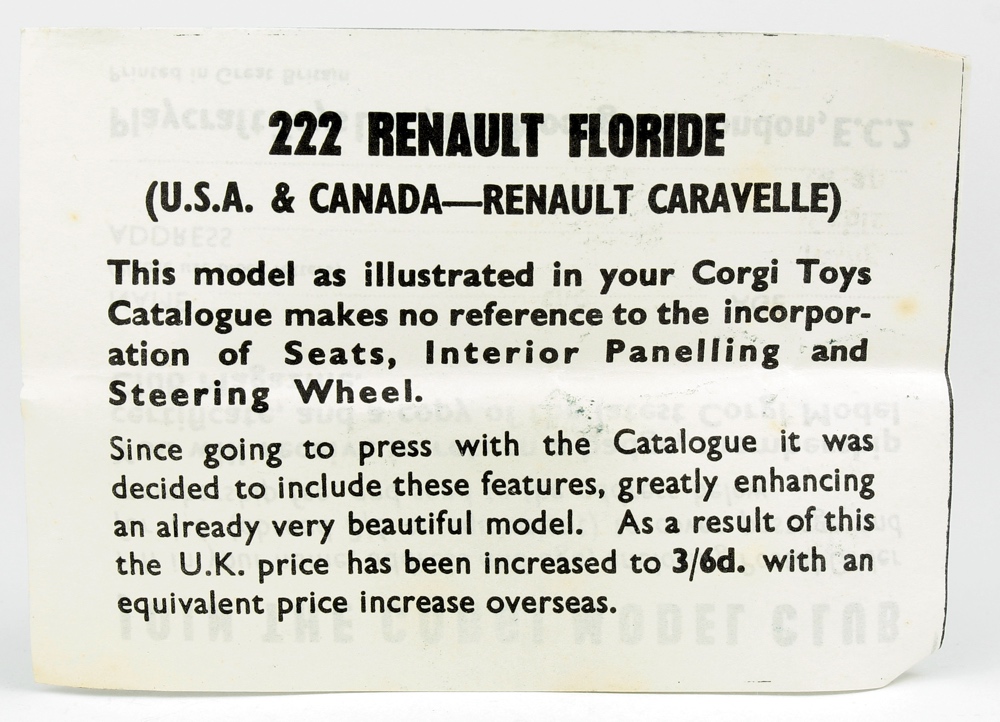 222 RENAULT FLORIDE
(U.S.A. & CANADA—RENAULT CARAVELLE)
This model as illustrated in your Corgi Toys
Catalogue makes no reference to the incorpor-
ation of Seats, Interior Panelling and
Steering Wheel.
Since going to press with the Catalogue it was
decided to include these features, greatly enhancing
an already very beautiful model. As a result of this
the U.K. price has been increased to 3/6d. with an
equivalent price increase overseas.